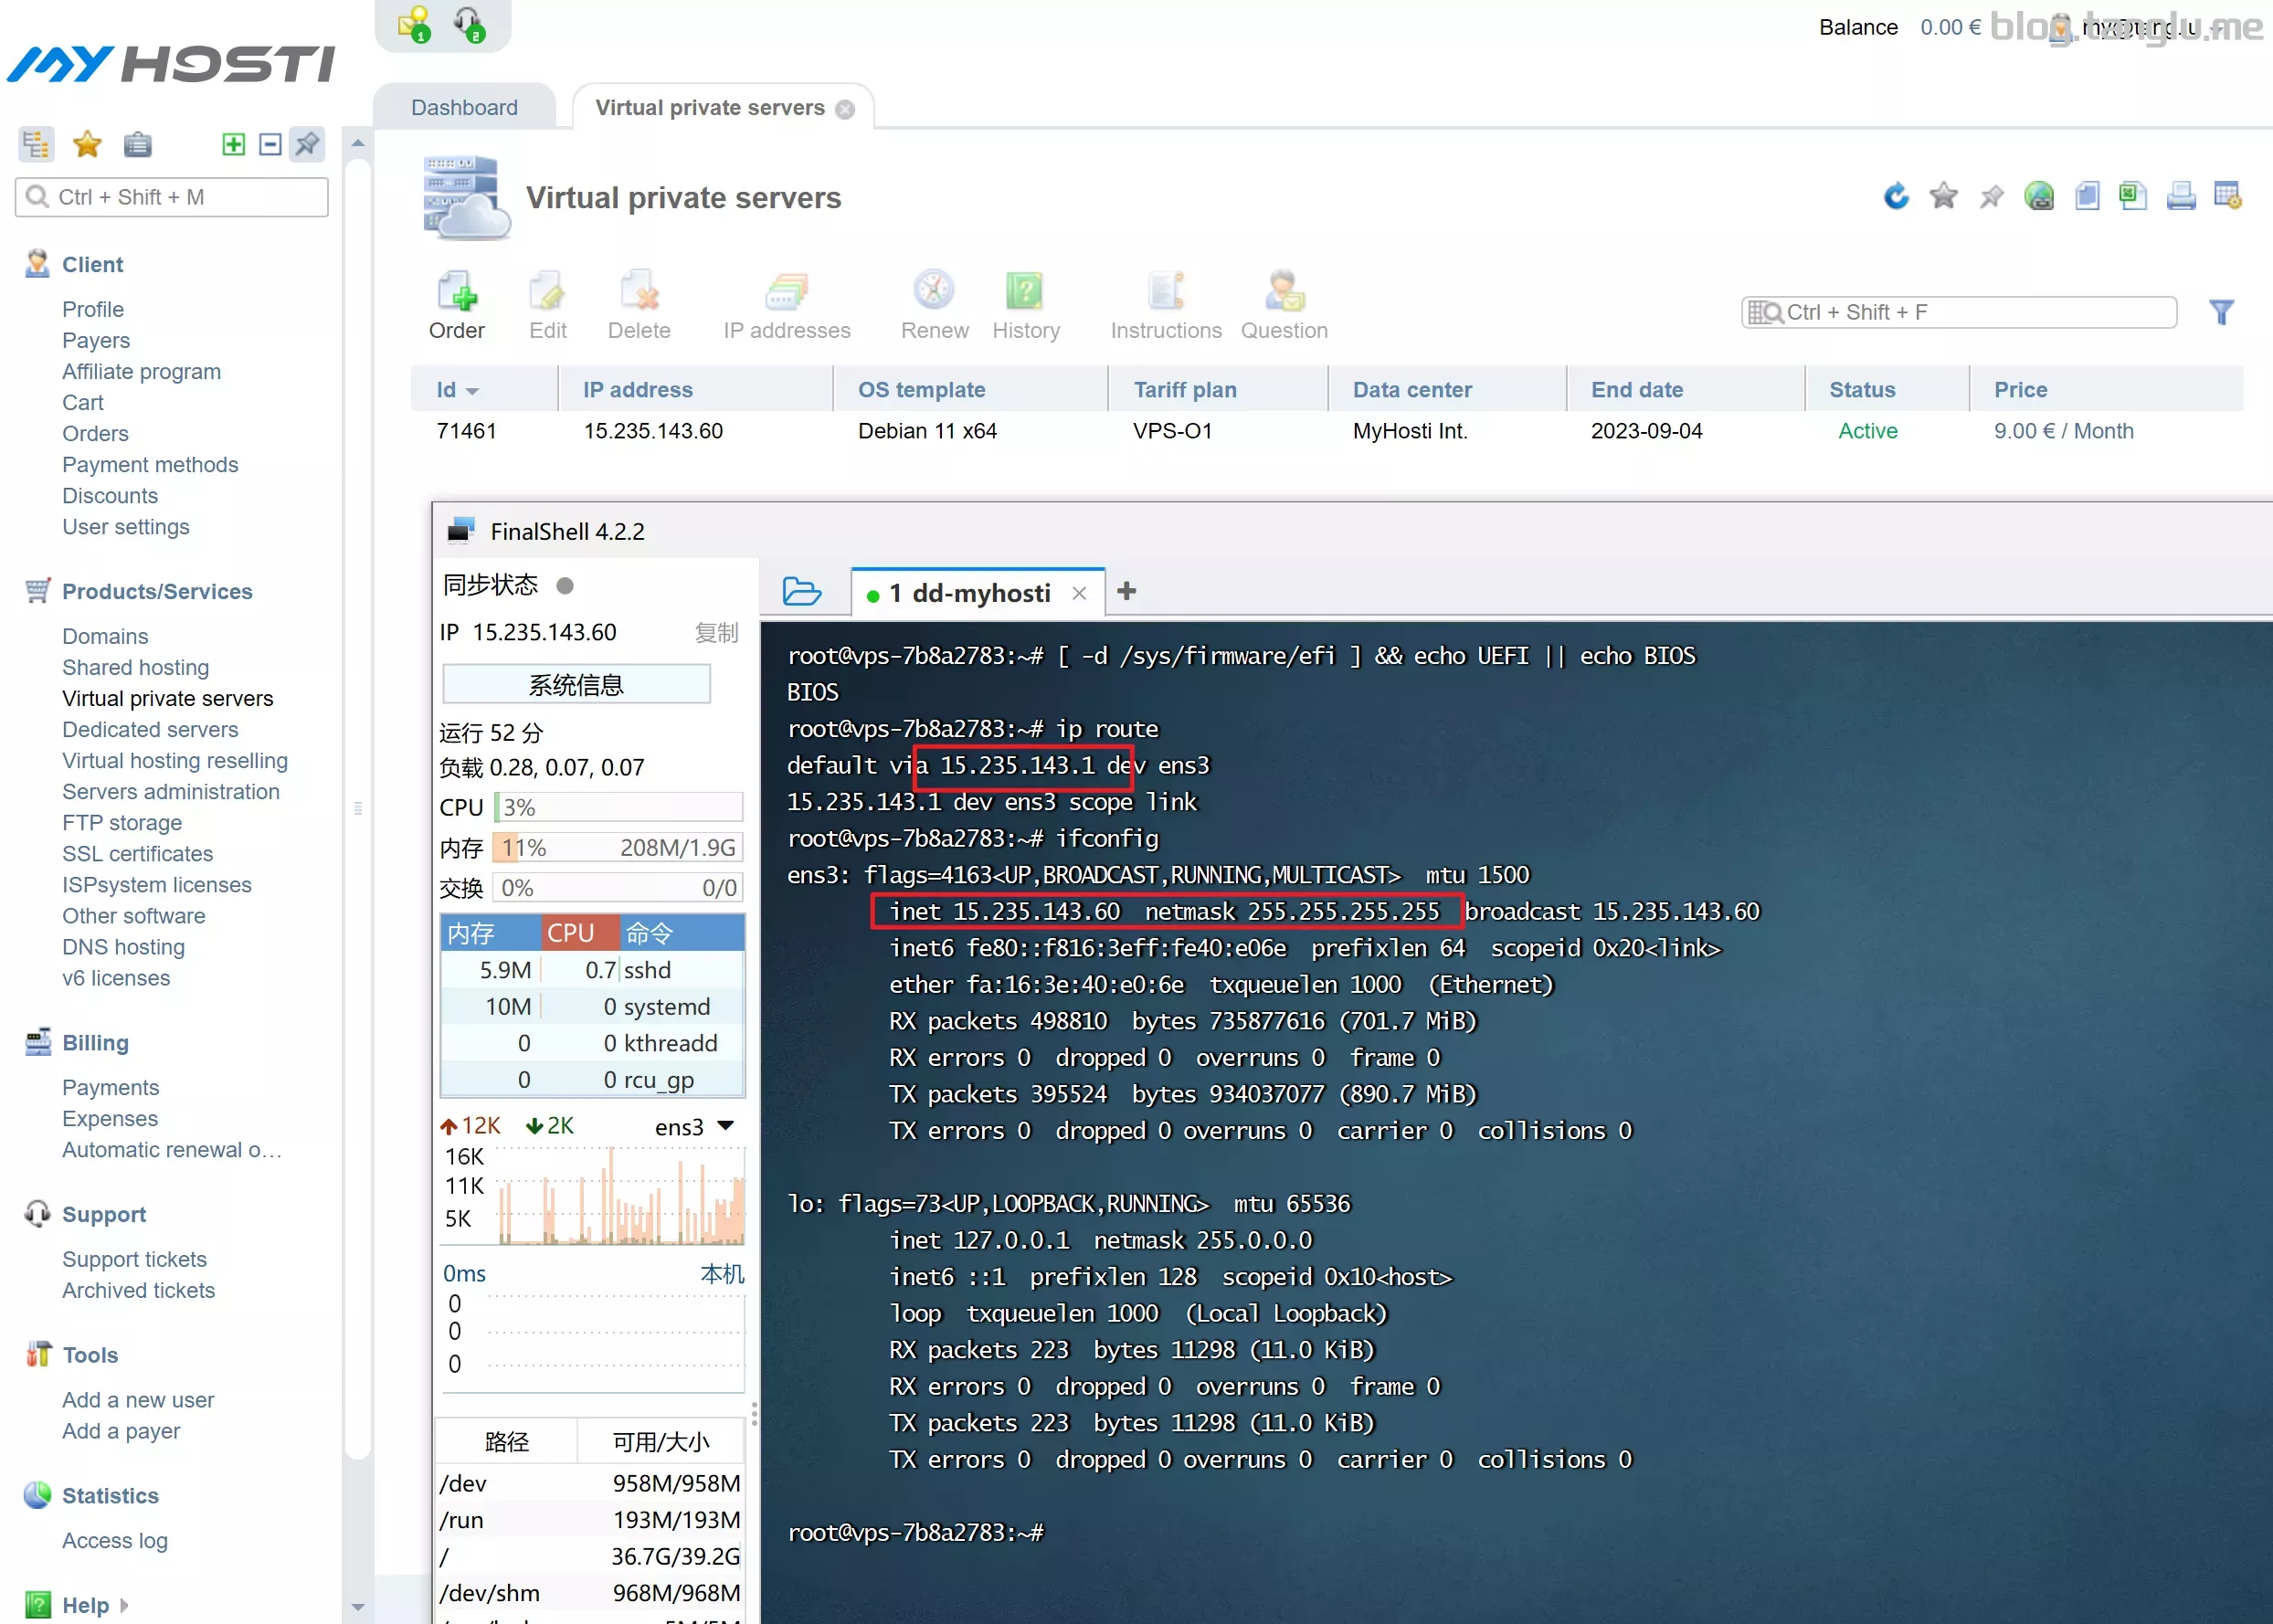 MYHOSTI
1
2
Balance 0.00 €
blog.tanglu.me
Dashboard
Virtual private servers
Ctrl + Shift + M
Virtual private servers
Order
Edit
Delete
IP addresses
Renew
History
Instructions
Question
Ctrl + Shift + F
Id IP address OS template Tariff plan Data center End date Status Price
71461 15.235.143.60 Debian 11 x64 VPS-O1 MyHosti Int. 2023-09-04 Active 9.00 € / Month
Client
Profile
Payers
Affiliate program
Cart
Orders
Payment methods
Discounts
User settings
Products/Services
Domains
Shared hosting
Virtual private servers
Dedicated servers
Virtual hosting reselling
Servers administration
FTP storage
SSL certificates
ISPsystem licenses
Other software
DNS hosting
v6 licenses
Billing
Payments
Expenses
Automatic renewal o…
Support
Support tickets
Archived tickets
Tools
Add a new user
Add a payer
Statistics
Access log
Help
FinalShell 4.2.2
同步状态
IP 15.235.143.60 复制
系统信息
运行 52 分
负载 0.28, 0.07, 0.07
CPU 3%
内存 11% 208M/1.9G
交换 0% 0/0
内存 CPU 命令
5.9M 0.7 sshd
10M 0 systemd
0 0 kthreadd
0 0 rcu_gp
12K 2K ens3
16K
11K
5K
0ms 本机
0
0
0
路径 可用/大小
/dev 958M/958M
/run 193M/193M
/ 36.7G/39.2G
/dev/shm 968M/968M
1 dd-myhosti
root@vps-7b8a2783:~# [ -d /sys/firmware/efi ] && echo UEFI || echo BIOS
BIOS
root@vps-7b8a2783:~# ip route
default via 15.235.143.1 dev ens3
15.235.143.1 dev ens3 scope link
root@vps-7b8a2783:~# ifconfig
ens3: flags=4163<UP,BROADCAST,RUNNING,MULTICAST> mtu 1500
inet 15.235.143.60 netmask 255.255.255.255 broadcast 15.235.143.60
inet6 fe80::f816:3eff:fe40:e06e prefixlen 64 scopeid 0x20<link>
ether fa:16:3e:40:e0:6e txqueuelen 1000 (Ethernet)
RX packets 498810 bytes 735877616 (701.7 MiB)
RX errors 0 dropped 0 overruns 0 frame 0
TX packets 395524 bytes 934037077 (890.7 MiB)
TX errors 0 dropped 0 overruns 0 carrier 0 collisions 0
lo: flags=73<UP,LOOPBACK,RUNNING> mtu 65536
inet 127.0.0.1 netmask 255.0.0.0
inet6 ::1 prefixlen 128 scopeid 0x10<host>
loop txqueuelen 1000 (Local Loopback)
RX packets 223 bytes 11298 (11.0 KiB)
RX errors 0 dropped 0 overruns 0 frame 0
TX packets 223 bytes 11298 (11.0 KiB)
TX errors 0 dropped 0 overruns 0 carrier 0 collisions 0
root@vps-7b8a2783:~#